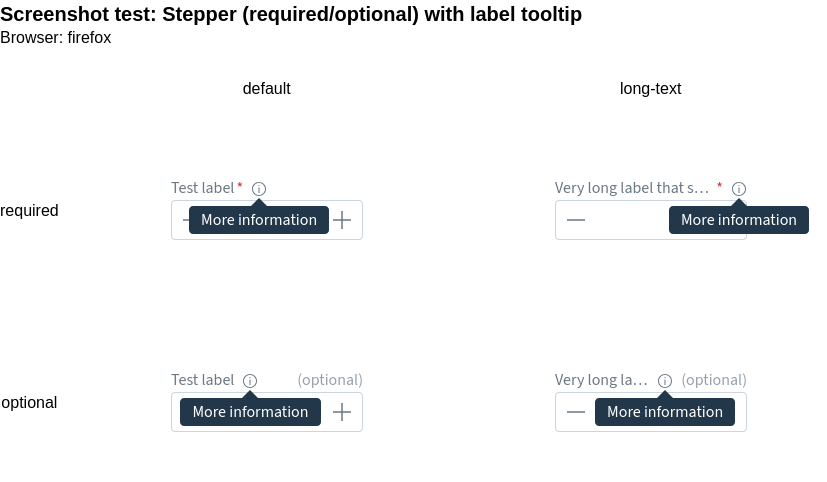 Screenshot test: Stepper (required/optional) with label tooltip
Browser: firefox
default long-text
required
Test label * Very long label that s… *
More information More information
optional
Test label (optional) Very long la… (optional)
More information More information